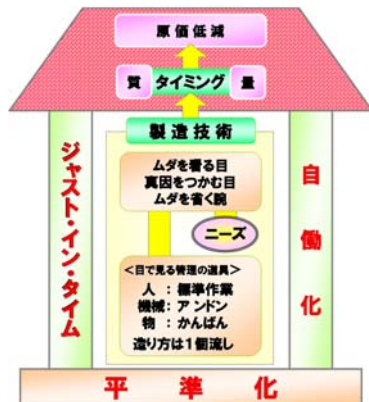 原価低減
質 タイミング 量
製造技術
ムダを看る目
真因をつかむ目
ムダを省く腕
ニーズ
ジャスト・イン・タイム
自働化
<目で見る管理の道具>
人：標準作業
機械：アンドン
物：かんばん
造り方は1個流し
平準化